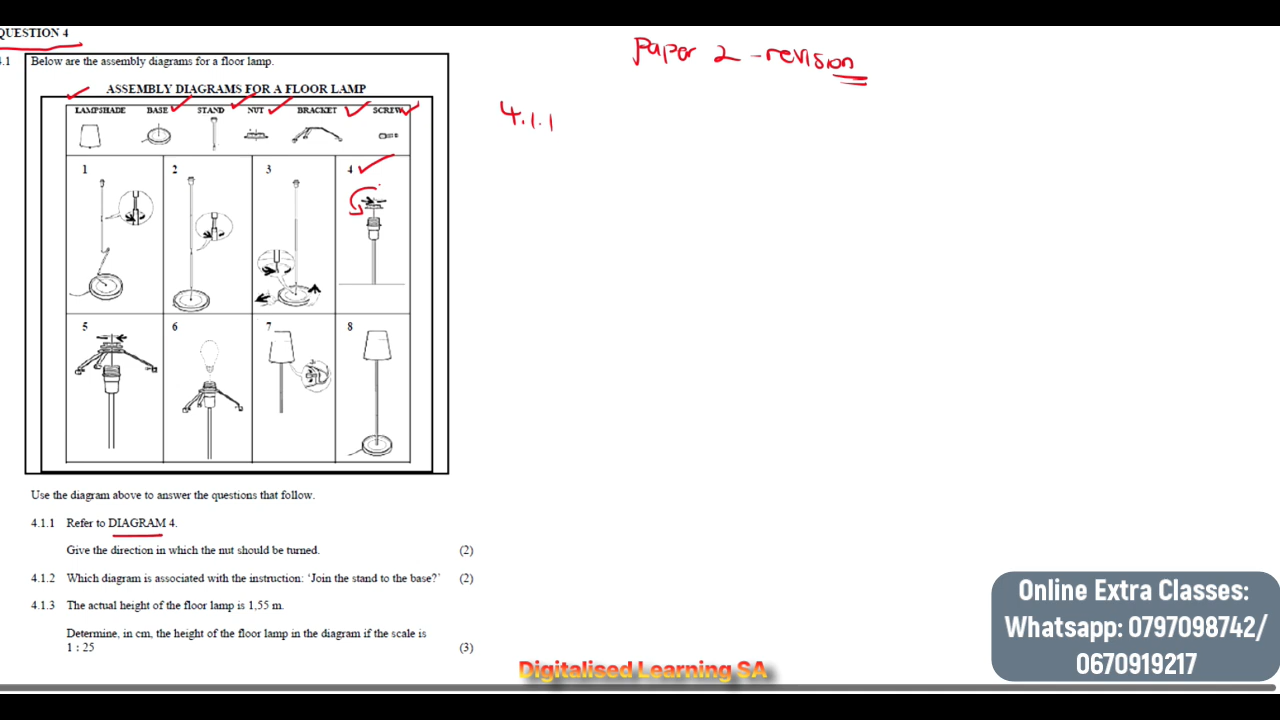 QUESTION 4
Paper 2 - revision
4.1 Below are the assembly diagrams for a floor lamp.
ASSEMBLY DIAGRAMS FOR A FLOOR LAMP
LAMPSHADE BASE STAND NUT BRACKET SCREW
4.1.1
1 2 3 4
5 6 7 8
Use the diagram above to answer the questions that follow.
4.1.1 Refer to DIAGRAM 4.
Give the direction in which the nut should be turned. (2)
4.1.2 Which diagram is associated with the instruction: ‘Join the stand to the base?’ (2)
4.1.3 The actual height of the floor lamp is 1,55 m.
Determine, in cm, the height of the floor lamp in the diagram if the scale is
1 : 25 (3)
Online Extra Classes:
Whatsapp: 0797098742/
0670919217
Digitalised Learning SA